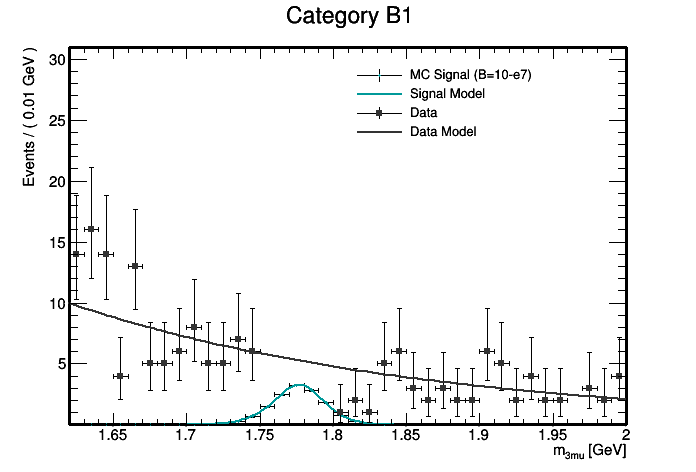 Category B1
Events / ( 0.01 GeV )
30
25
20
15
10
5
MC Signal (B=10-e7)
Signal Model
Data
Data Model
1.65 1.7 1.75 1.8 1.85 1.9 1.95 2
m3mu [GeV]